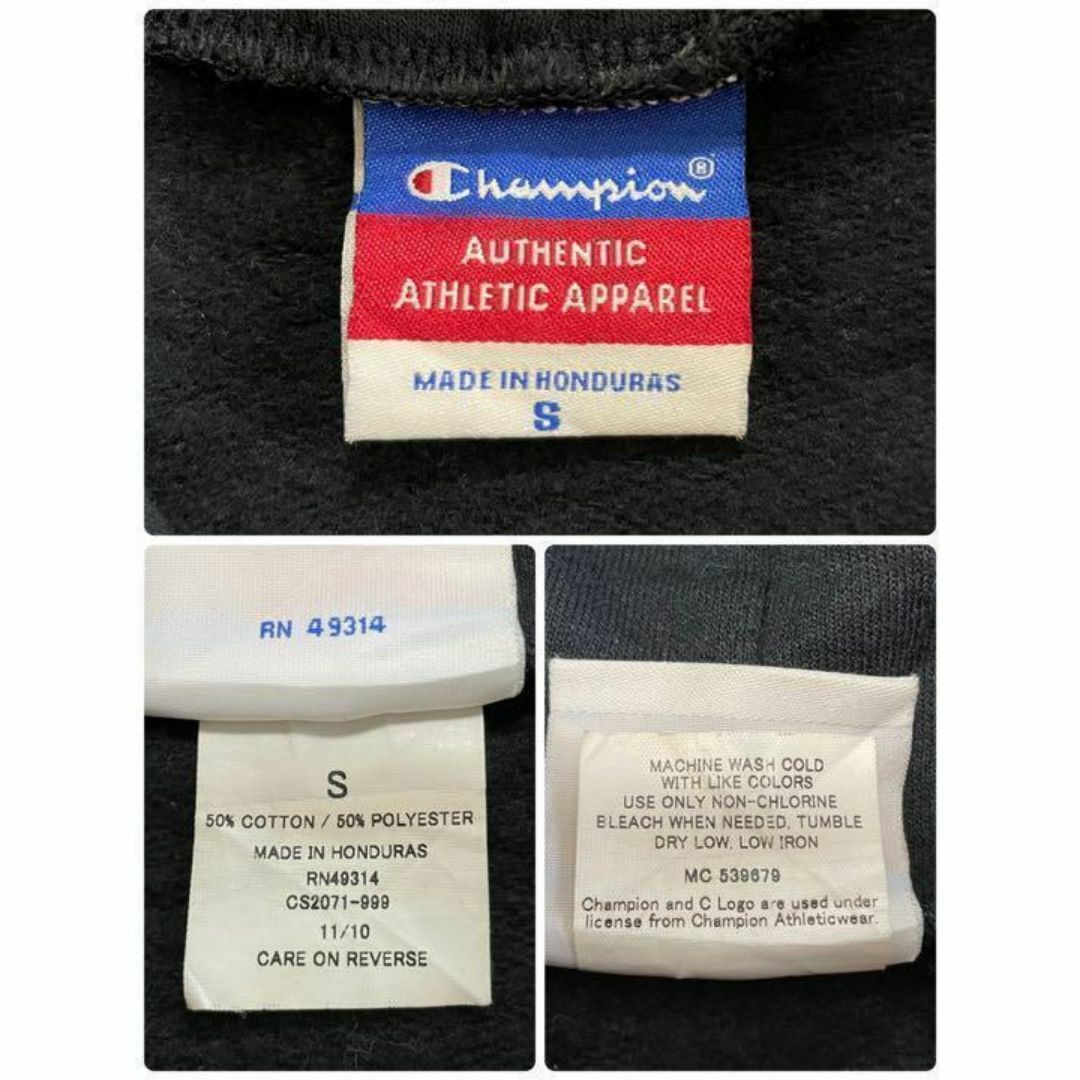 Champion®
AUTHENTIC
ATHLETIC APPAREL
MADE IN HONDURAS
S
RN 49314
S
50% COTTON / 50% POLYESTER
MADE IN HONDURAS
RN49314
CS2071-999
11/10
CARE ON REVERSE
MACHINE WASH COLD
WITH LIKE COLORS
USE ONLY NON-CHLORINE
BLEACH WHEN NEEDED, TUMBLE
DRY LOW, LOW IRON
MC 539679
Champion and C Logo are used under
license from Champion Athleticwear.